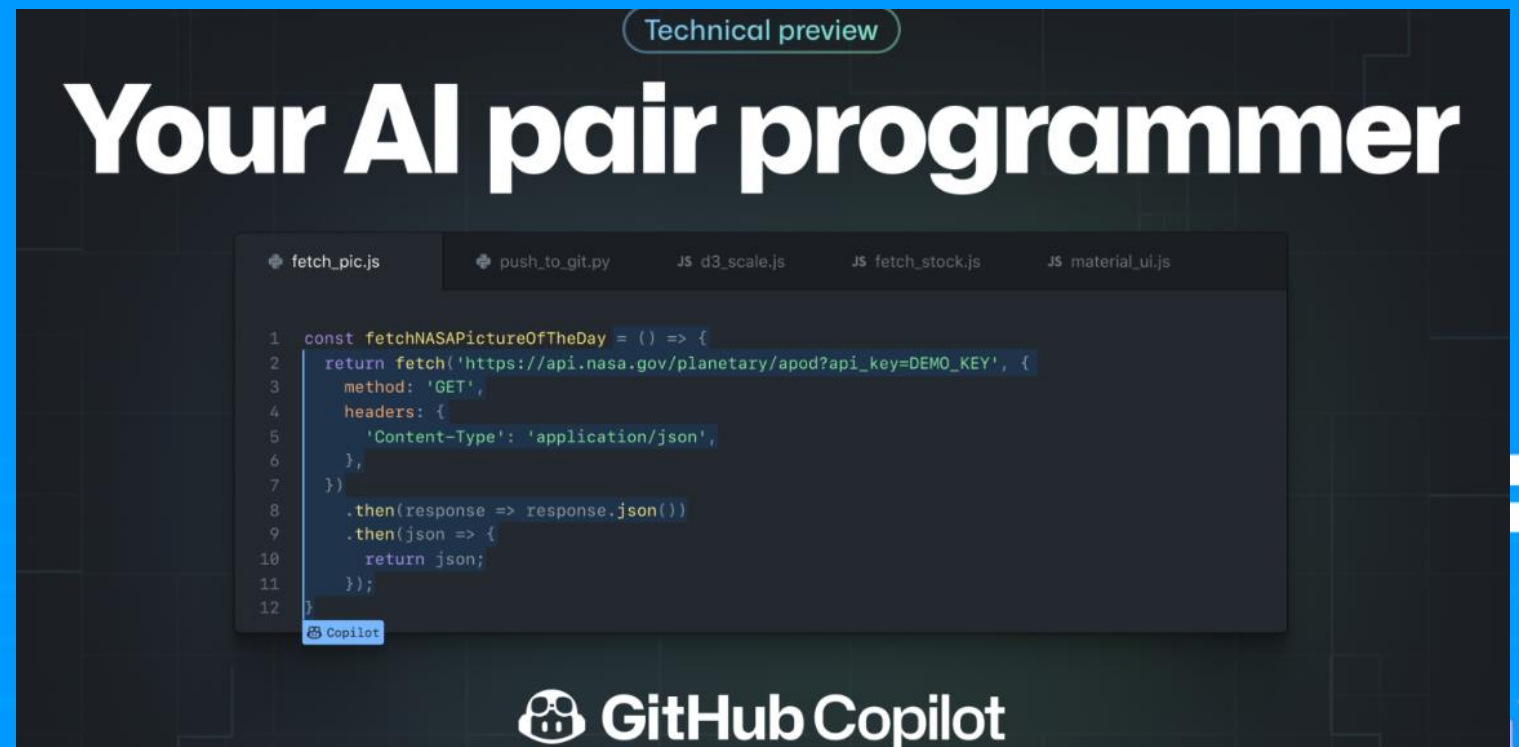 Technical preview
Your AI pair programmer
fetch_pic.js push_to_git.py JS d3_scale.js JS fetch_stock.js JS material_ui.js
1 const fetchNASAPictureOfTheDay = () => {
2 return fetch('https://api.nasa.gov/planetary/apod?api_key=DEMO_KEY', {
3 method: 'GET',
4 headers: {
5 'Content-Type': 'application/json',
6 },
7 })
8 .then(response => response.json())
9 .then(json => {
10 return json;
11 });
12 }
Copilot
GitHub Copilot